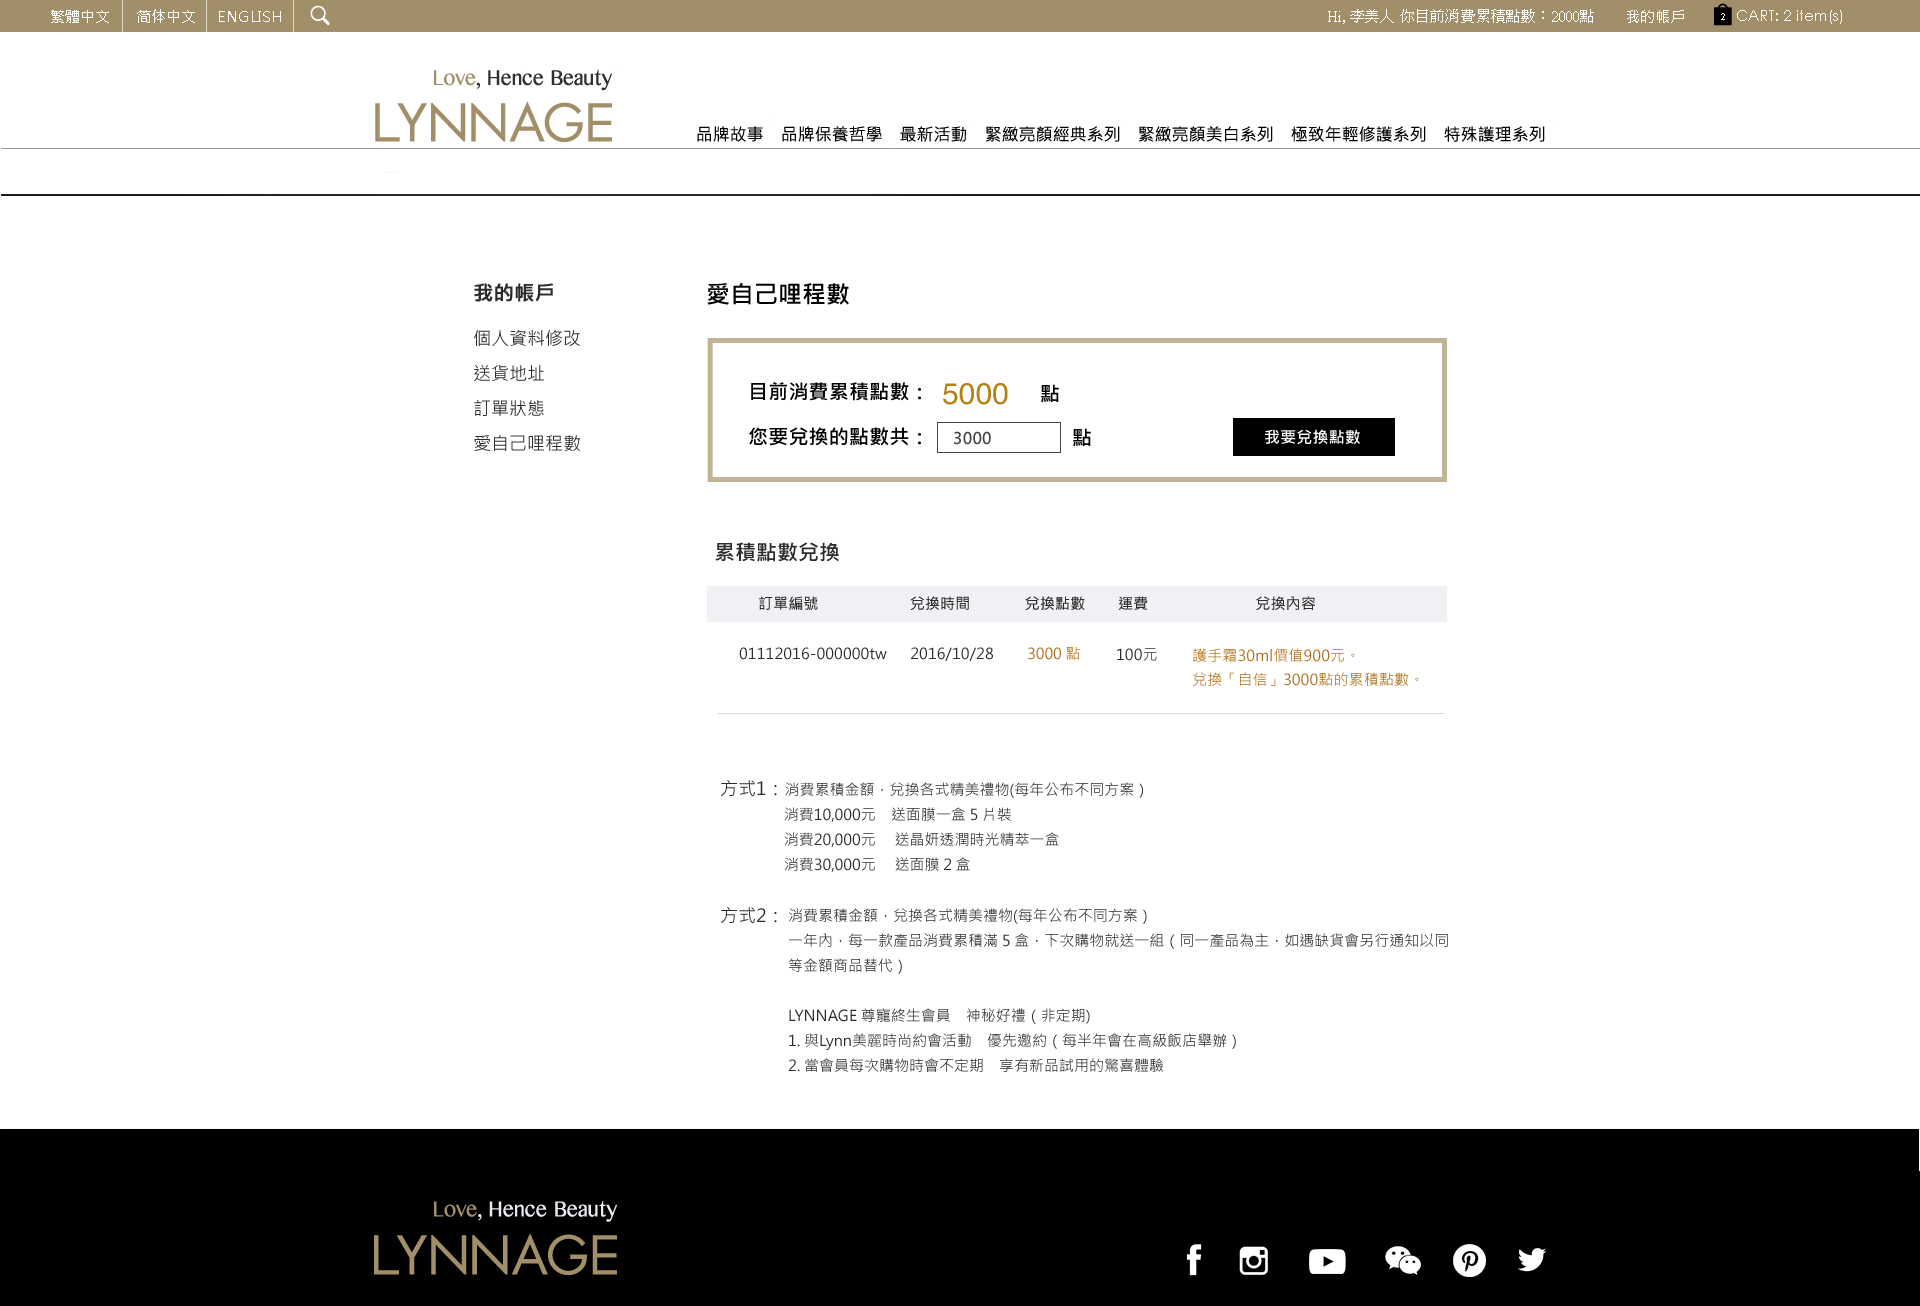 繁體中文 简体中文 ENGLISH
Hi, 李美人 你目前消費累積點數：2000點 我的帳戶 2 CART: 2 item(s)
Love, Hence Beauty
LYNNAGE
品牌故事 品牌保養哲學 最新活動 緊緻亮顏經典系列 緊緻亮顏美白系列 極致年輕修護系列 特殊護理系列
我的帳戶
個人資料修改
送貨地址
訂單狀態
愛自己哩程數
愛自己哩程數
目前消費累積點數：5000 點
您要兌換的點數共：3000 點
我要兌換點數
累積點數兌換
訂單編號 兌換時間 兌換點數 運費 兌換內容
01112016-000000tw 2016/10/28 3000 點 100元 護手霜30ml價值900元。
兌換「自信」3000點的累積點數。
方式1：消費累積金額，兌換各式精美禮物(每年公布不同方案）
消費10,000元 送面膜一盒 5 片裝
消費20,000元 送晶妍透潤時光精萃一盒
消費30,000元 送面膜 2 盒
方式2：消費累積金額，兌換各式精美禮物(每年公布不同方案）
一年內，每一款產品消費累積滿 5 盒，下次購物就送一組（同一產品為主，如遇缺貨會另行通知以同
等金額商品替代）
LYNNAGE 尊寵終生會員 神秘好禮（非定期)
1. 與Lynn美麗時尚約會活動 優先邀約（每半年會在高級飯店舉辦）
2. 當會員每次購物時會不定期 享有新品試用的驚喜體驗
Love, Hence Beauty
LYNNAGE